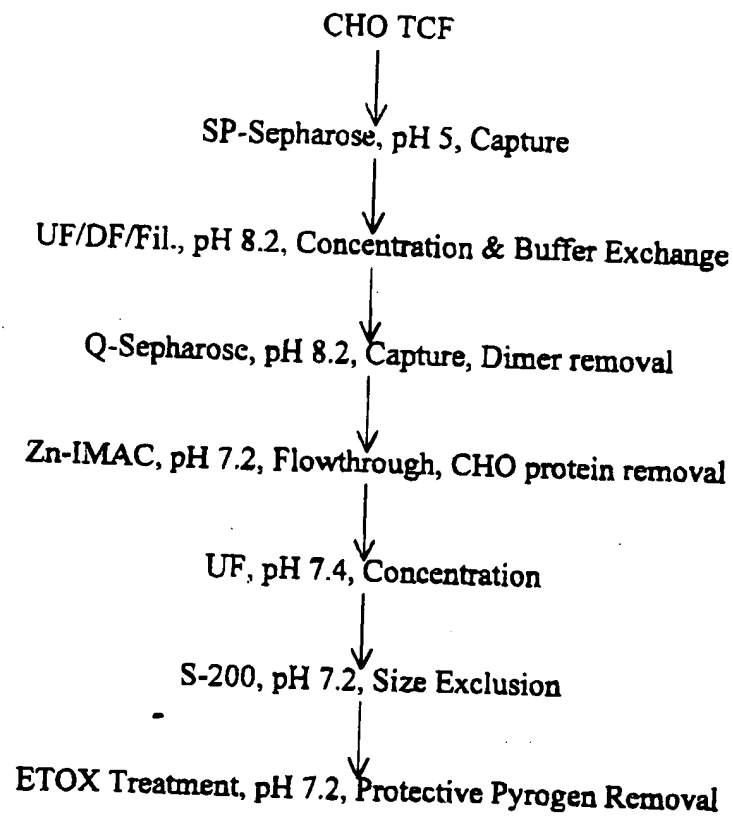 CHO TCF
SP-Sepharose, pH 5, Capture
UF/DF/Fil., pH 8.2, Concentration & Buffer Exchange
Q-Sepharose, pH 8.2, Capture, Dimer removal
Zn-IMAC, pH 7.2, Flowthrough, CHO protein removal
UF, pH 7.4, Concentration
S-200, pH 7.2, Size Exclusion
ETOX Treatment, pH 7.2, Protective Pyrogen Removal